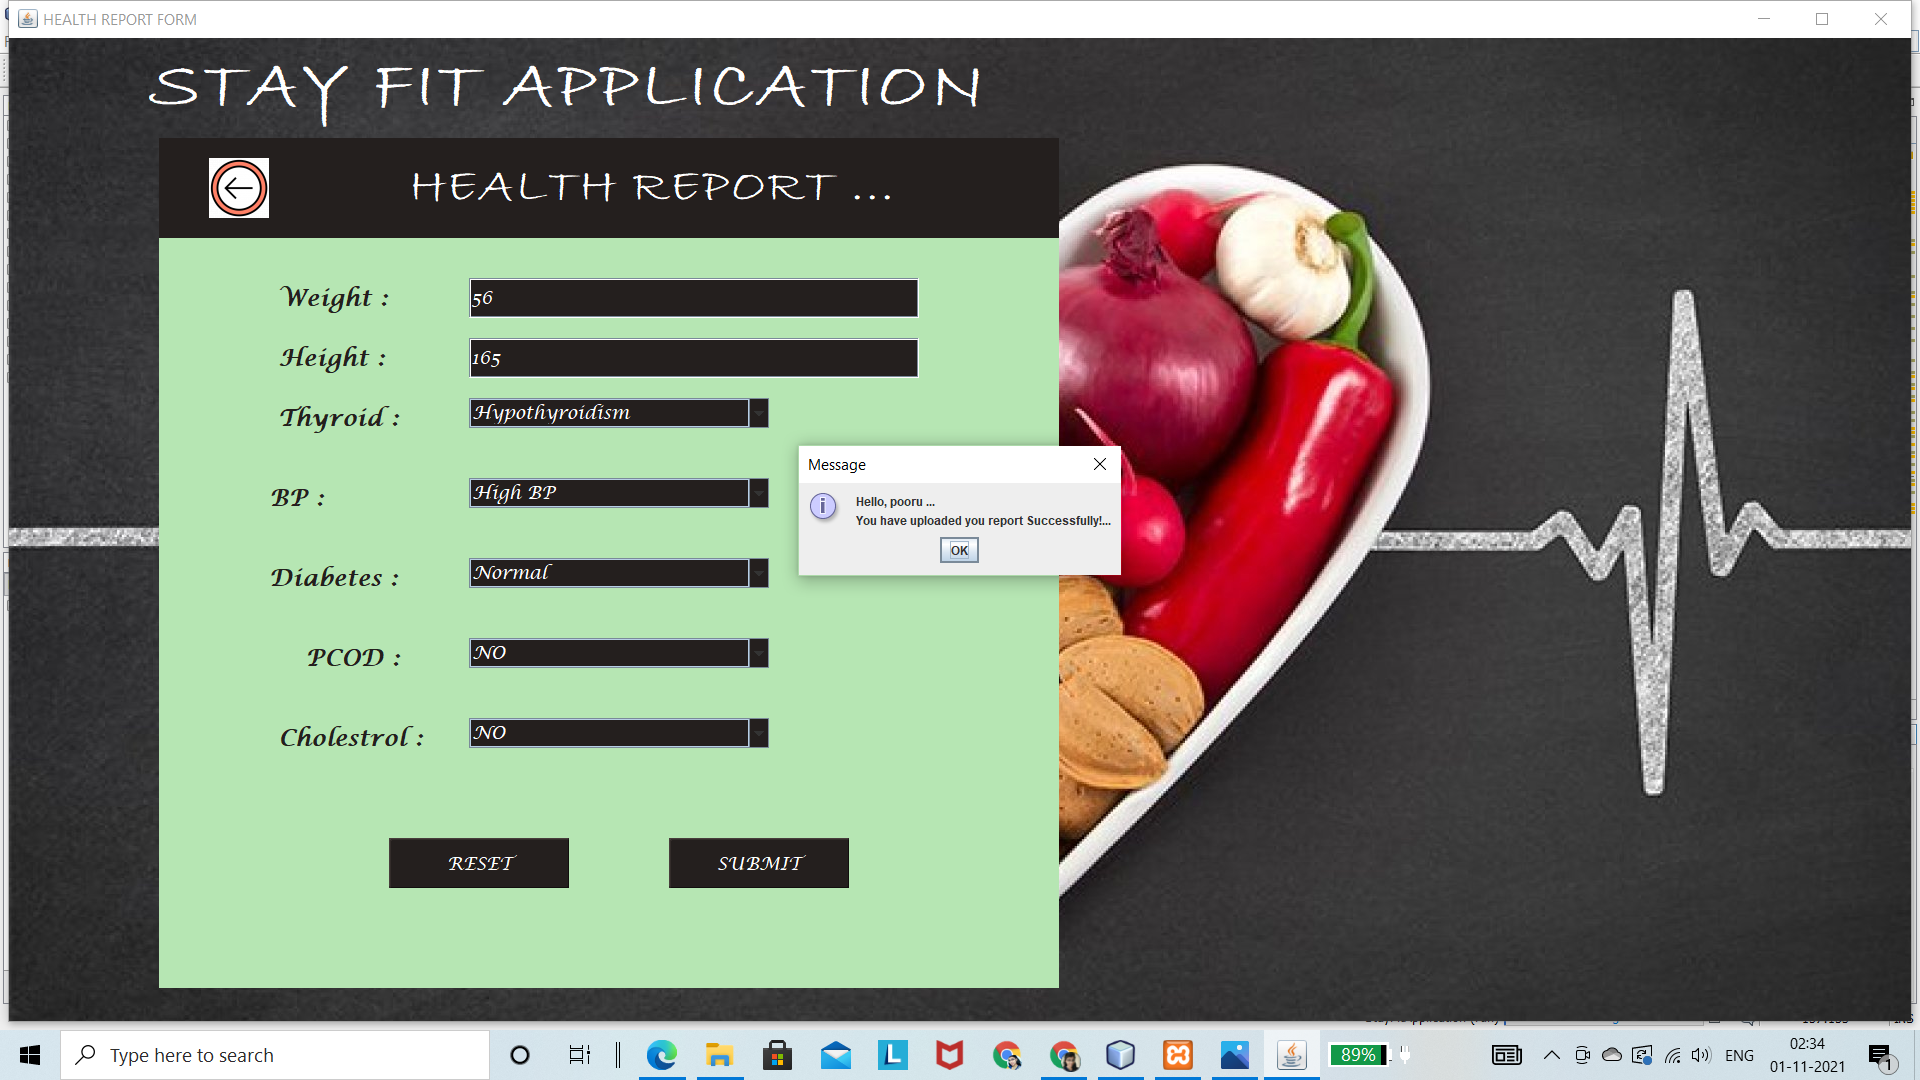 HEALTH REPORT FORM
STAY FIT APPLICATION
HEALTH REPORT ...
Weight :
56
Height :
165
Thyroid :
Hypothyroidism
Message
BP :
High BP
Hello, pooru ...
You have uploaded you report Successfully!...
OK
Diabetes :
Normal
PCOD :
NO
Cholestrol :
NO
RESET
SUBMIT
Type here to search
89%
ENG
02:34
01-11-2021
1